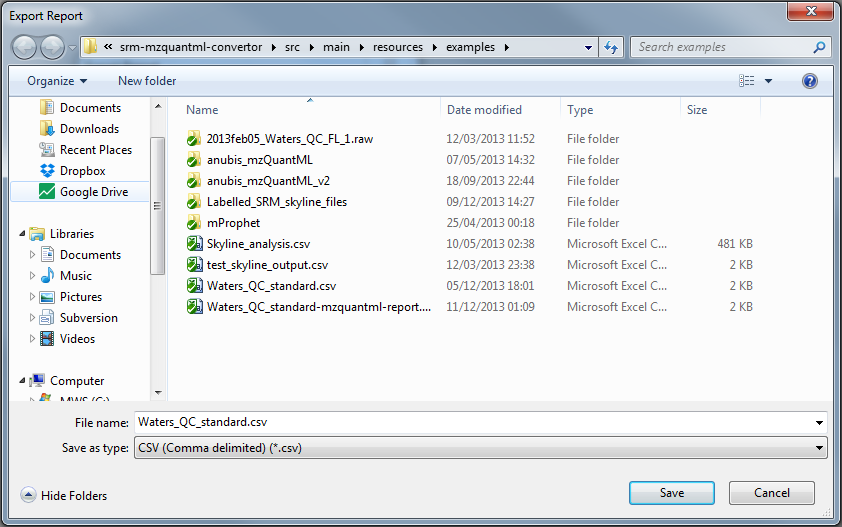 Export Report
« srm-mzquantml-convertor src main resources examples Search examples
Organize New folder
Documents
Downloads
Recent Places
Dropbox
Google Drive
Libraries
Documents
Music
Pictures
Subversion
Videos
Computer
MWS (C:)
Name Date modified Type Size
2013feb05_Waters_QC_FL_1.raw 12/03/2013 11:52 File folder
anubis_mzQuantML 07/05/2013 14:32 File folder
anubis_mzQuantML_v2 18/09/2013 22:44 File folder
Labelled_SRM_skyline_files 09/12/2013 14:27 File folder
mProphet 25/04/2013 00:18 File folder
Skyline_analysis.csv 10/05/2013 02:38 Microsoft Excel C... 481 KB
test_skyline_output.csv 12/03/2013 23:38 Microsoft Excel C... 2 KB
Waters_QC_standard.csv 05/12/2013 18:01 Microsoft Excel C... 2 KB
Waters_QC_standard-mzquantml-report.... 11/12/2013 01:09 Microsoft Excel C... 2 KB
File name: Waters_QC_standard.csv
Save as type: CSV (Comma delimited) (*.csv)
Hide Folders Save Cancel